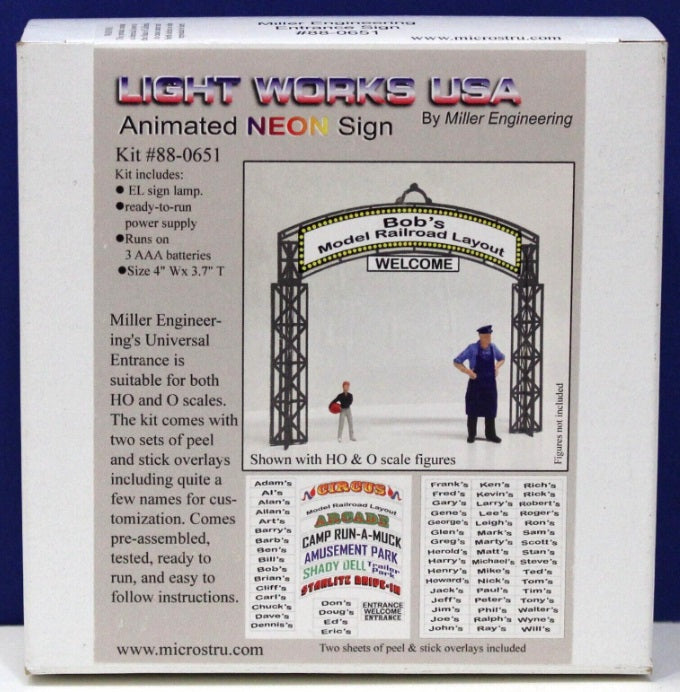 Miller Engineering
Entrance Sign
#88-0651
www.microstru.com
LIGHT WORKS USA
Animated NEON Sign
By Miller Engineering
Kit #88-0651
Kit includes:
● EL sign lamp.
●ready-to-run
power supply
●Runs on
3 AAA batteries
●Size 4" Wx 3.7" T
Miller Engineer-
ing's Universal
Entrance is
suitable for both
HO and O scales.
The kit comes with
two sets of peel
and stick overlays
including quite a
few names for cus-
tomization. Comes
pre-assembled,
tested, ready to
run, and easy to
follow instructions.
Bob's
Model Railroad Layout
WELCOME
Figures not included
Shown with HO & O scale figures
Adam's
Al's
Alan's
Allan's
Art's
Barry's
Barb's
Ben's
Bill's
Bob's
Brian's
Cliff's
Carl's
Chuck's
Dave's
Dennis's
CIRCUS
Model Railroad Layout
ARCADE
CAMP RUN-A-MUCK
AMUSEMENT PARK
SHADY DELL Trailer
Park
STARLITE DRIVE-IN
Don's
Doug's
Ed's
Eric's
ENTRANCE
WELCOME
ENTRANCE
Frank's Ken's Rich's
Fred's Kevin's Rick's
Gary's Larry's Robert's
Gene's Lee's Roger's
George's Leigh's Ron's
Glen's Mark's Sam's
Greg's Marty's Scott's
Harold's Matt's Stan's
Harry's Michael's Steve's
Henry's Mike's Ted's
Howard's Nick's Tom's
Jack's Paul's Tim's
Jeff's Peter's Tony's
Jim's Phil's Walter's
Joe's Ralph's Wyne's
John's Ray's Will's
www.microstru.com
Two sheets of peel & stick overlays included